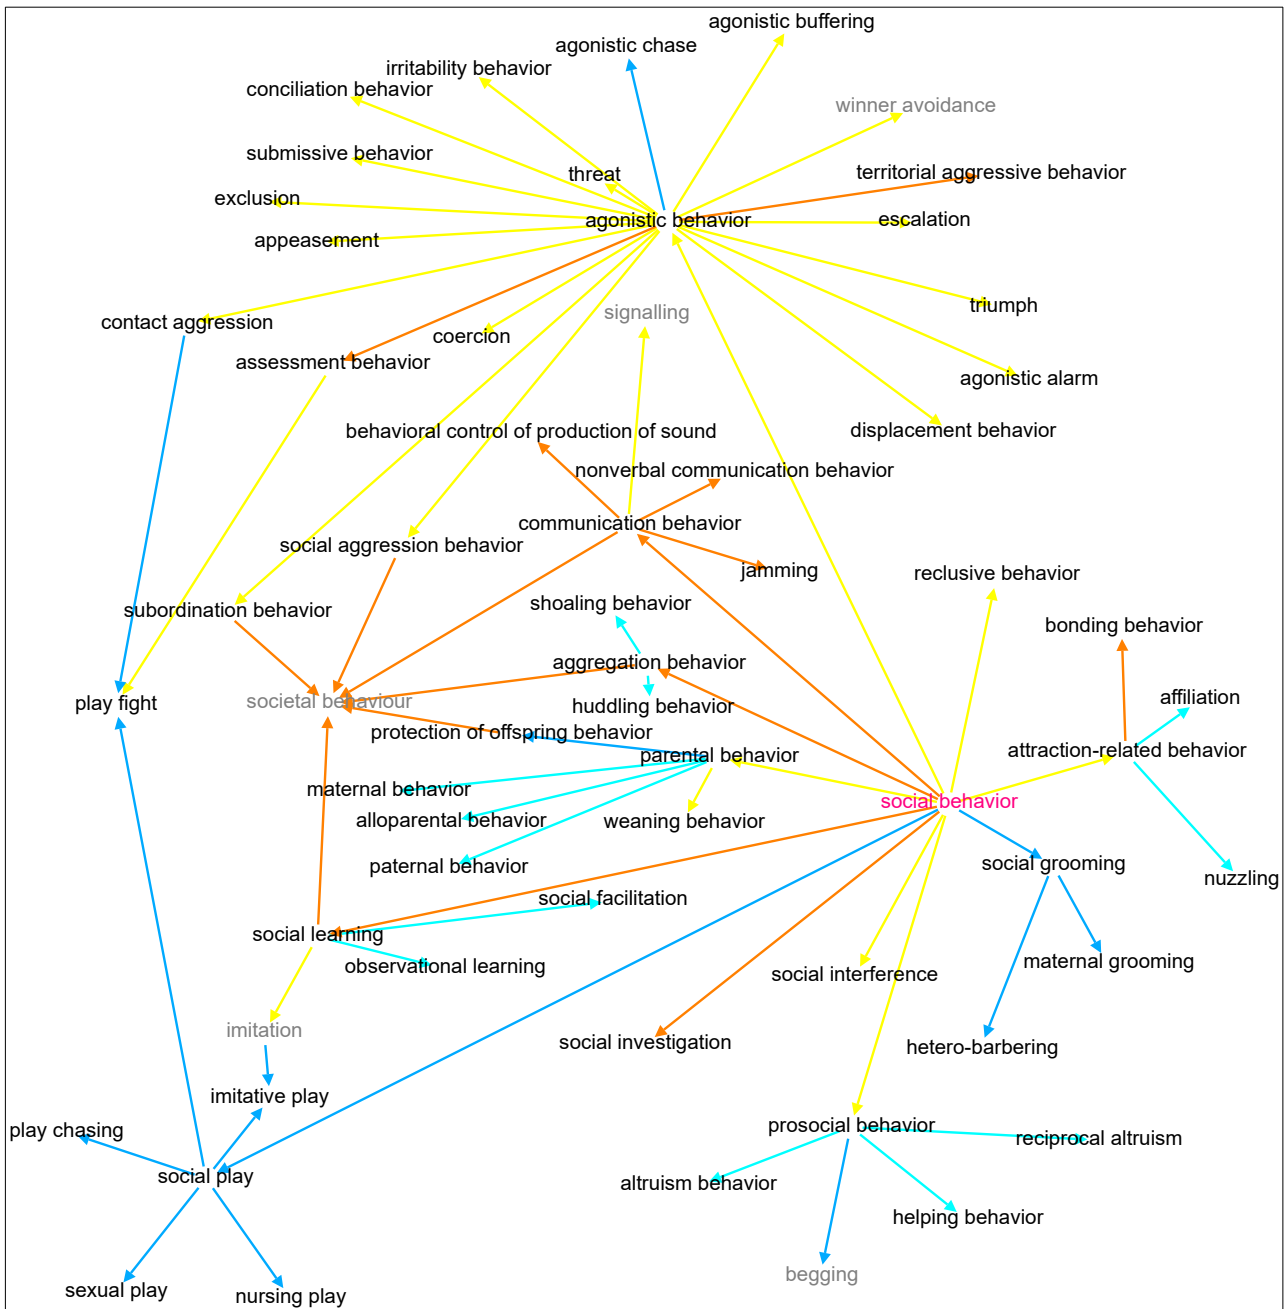 agonistic buffering
agonistic chase
irritability behavior
conciliation behavior
winner avoidance
submissive behavior
threat
territorial aggressive behavior
exclusion
agonistic behavior
escalation
appeasement
triumph
signalling
contact aggression
coercion
assessment behavior
agonistic alarm
behavioral control of production of sound
displacement behavior
nonverbal communication behavior
communication behavior
social aggression behavior
jamming
reclusive behavior
shoaling behavior
subordination behavior
bonding behavior
aggregation behavior
affiliation
play fight
societal behaviour
huddling behavior
protection of offspring behavior
attraction-related behavior
parental behavior
maternal behavior
social behavior
alloparental behavior
weaning behavior
paternal behavior
social grooming
nuzzling
social facilitation
social learning
maternal grooming
observational learning
social interference
imitation
social investigation
hetero-barbering
imitative play
play chasing
prosocial behavior
reciprocal altruism
social play
altruism behavior
helping behavior
begging
sexual play
nursing play